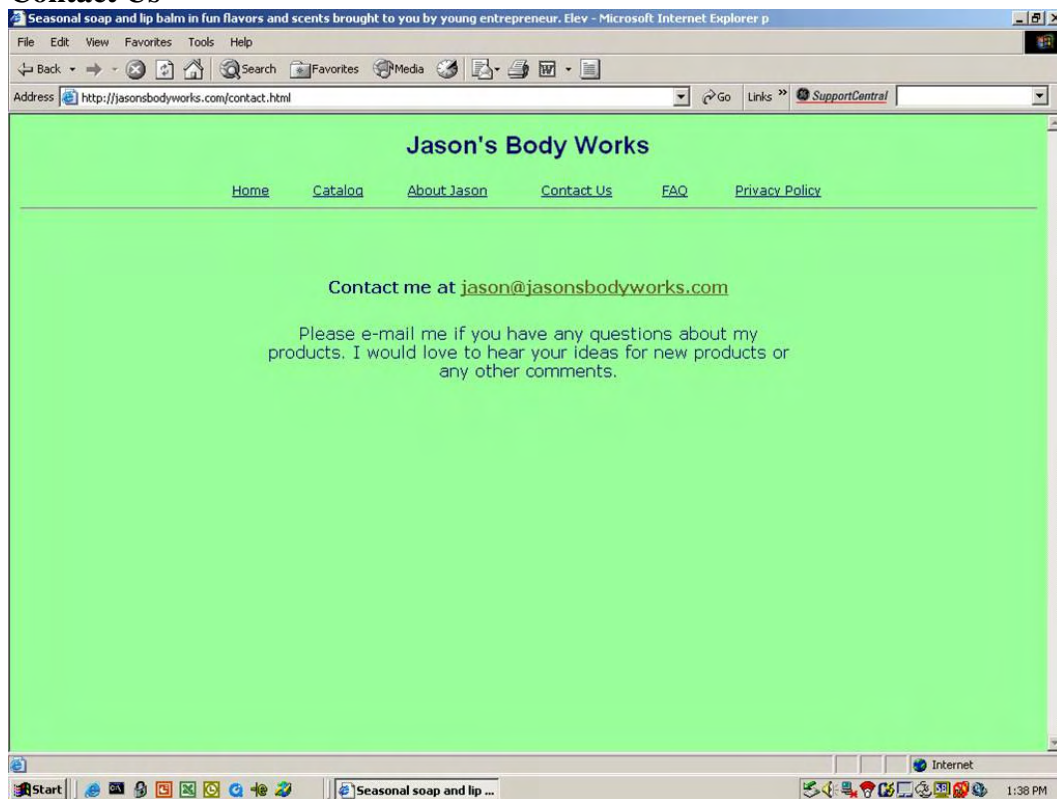 Contact Us
Seasonal soap and lip balm in fun flavors and scents brought to you by young entrepreneur. Elev - Microsoft Internet Explorer p
File Edit View Favorites Tools Help
Back Search Favorites Media
Address http://jasonsbodyworks.com/contact.html Go Links » SupportCentral
Jason's Body Works
Home Catalog About Jason Contact Us FAQ Privacy Policy
Contact me at jason@jasonsbodyworks.com
Please e-mail me if you have any questions about my
products. I would love to hear your ideas for new products or
any other comments.
Internet
Start Seasonal soap and lip ... 1:38 PM